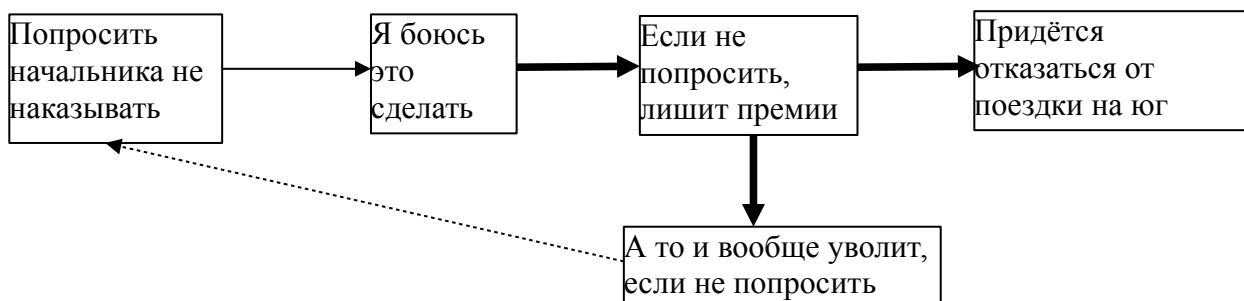 Попросить
начальника не
наказывать
Я боюсь
это
сделать
Если не
попросить,
лишит премии
Придётся
отказаться от
поездки на юг
А то и вообще уволит,
если не попросить